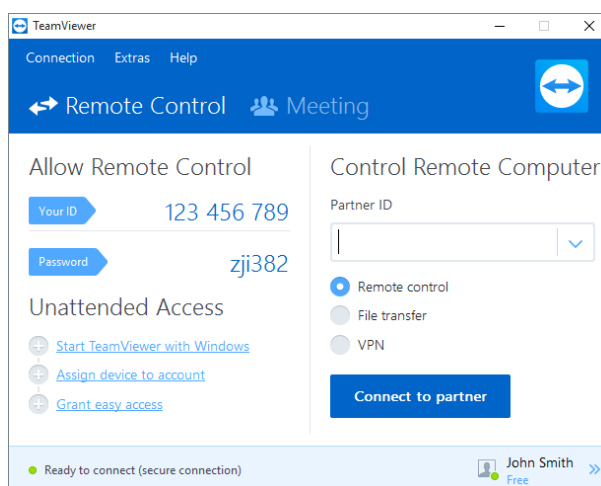 TeamViewer
Connection Extras Help
Remote Control Meeting
Allow Remote Control
Your ID 123 456 789
Password zji382
Unattended Access
Start TeamViewer with Windows
Assign device to account
Grant easy access
Control Remote Computer
Partner ID
Remote control
File transfer
VPN
Connect to partner
Ready to connect (secure connection)
John Smith
Free